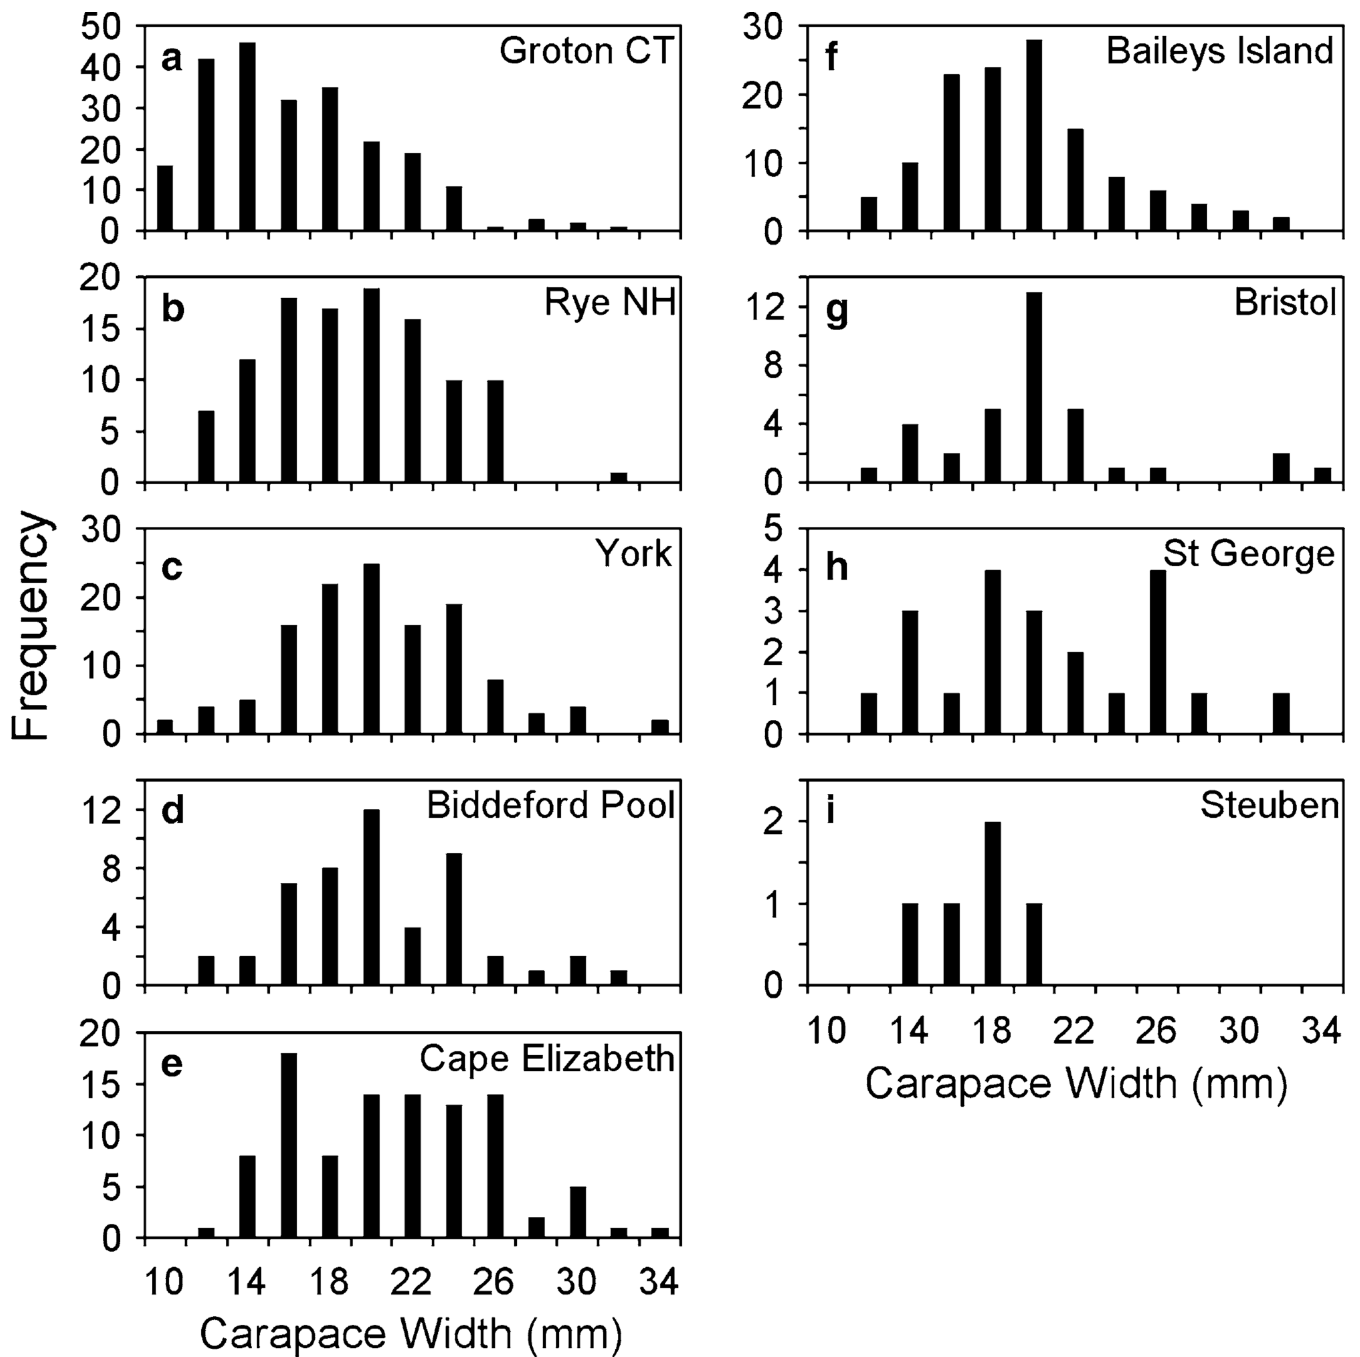 Frequency
a
Groton CT
50
40
30
20
10
0
b
Rye NH
20
15
10
5
0
c
York
30
20
10
0
d
Biddeford Pool
12
8
4
0
e
Cape Elizabeth
20
15
10
5
0
10 14 18 22 26 30 34
Carapace Width (mm)
f
Baileys Island
30
20
10
0
g
Bristol
12
8
4
0
h
St George
5
4
3
2
1
0
i
Steuben
2
1
0
10 14 18 22 26 30 34
Carapace Width (mm)